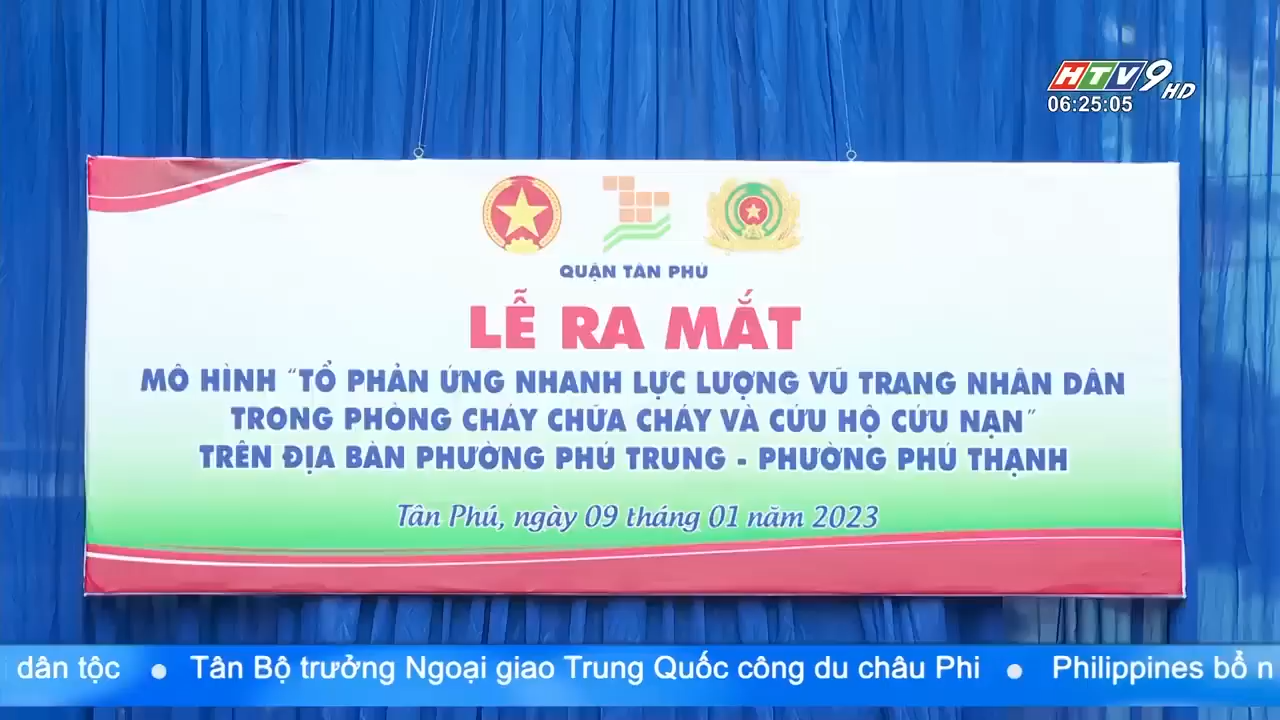 HTV9 HD
06:25:05
QUẬN TÂN PHÚ
LỄ RA MẮT
MÔ HÌNH “TỔ PHẢN ỨNG NHANH LỰC LƯỢNG VŨ TRANG NHÂN DÂN
TRONG PHÒNG CHÁY CHỮA CHÁY VÀ CỨU HỘ CỨU NẠN”
TRÊN ĐỊA BÀN PHƯỜNG PHÚ TRUNG - PHƯỜNG PHÚ THẠNH
Tân Phú, ngày 09 tháng 01 năm 2023
dân tộc • Tân Bộ trưởng Ngoại giao Trung Quốc công du châu Phi • Philippines bổ n